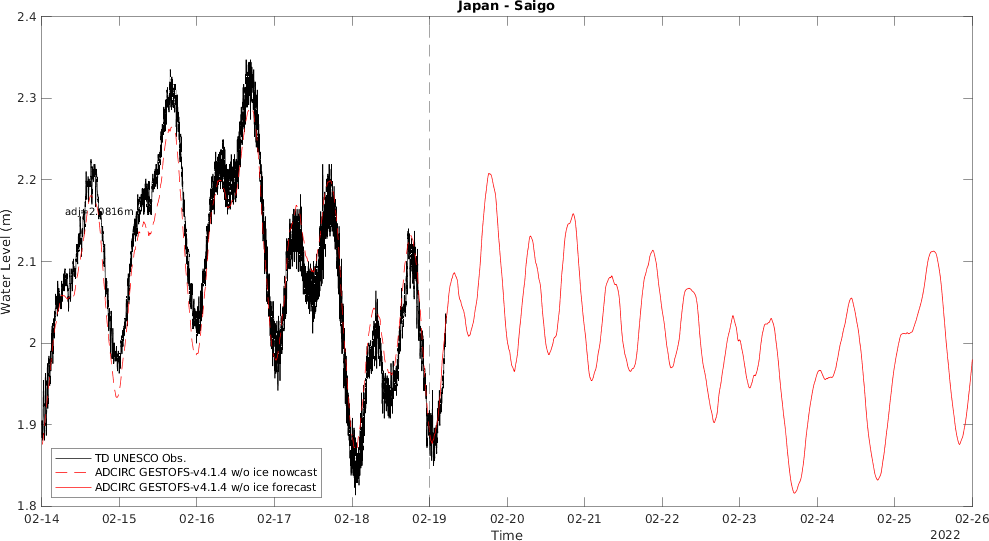 Japan - Saigo
2.4
2.3
2.2
2.1
2
1.9
1.8
Water Level (m)
adj=2.0816m
TD UNESCO Obs.
ADCIRC GESTOFS-v4.1.4 w/o ice nowcast
ADCIRC GESTOFS-v4.1.4 w/o ice forecast
02-14 02-15 02-16 02-17 02-18 02-19 02-20 02-21 02-22 02-23 02-24 02-25 02-26
Time
2022